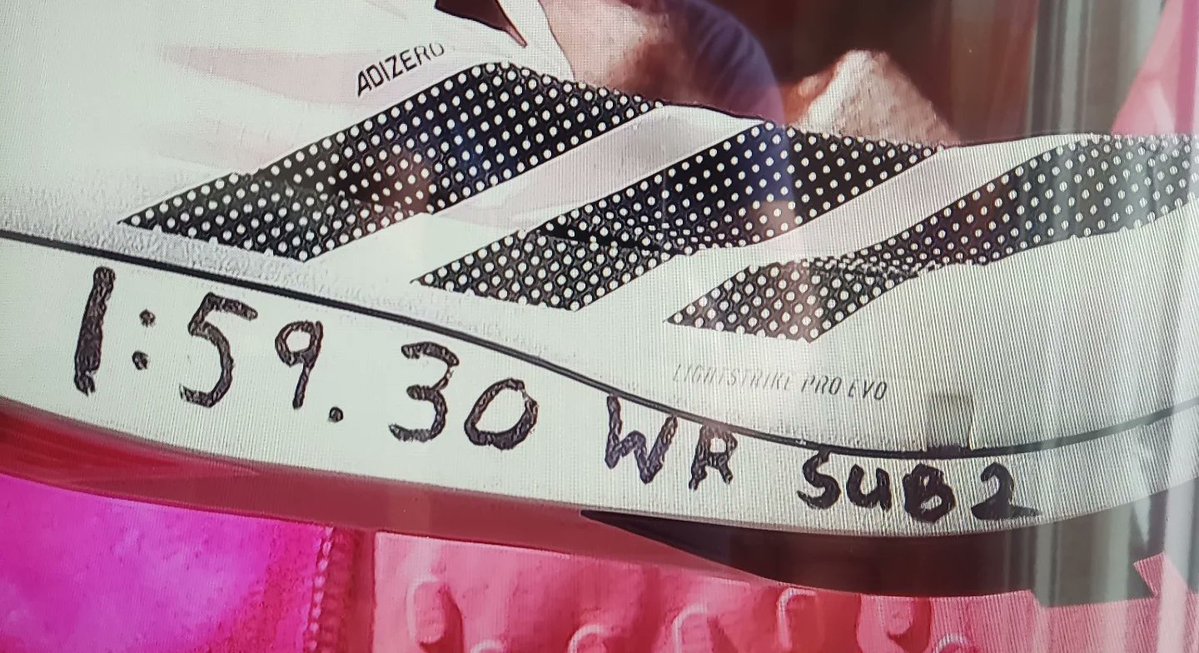 ADIZERO
LIGHTSTRIKE PRO EVO
1:59.30 WR SUB2